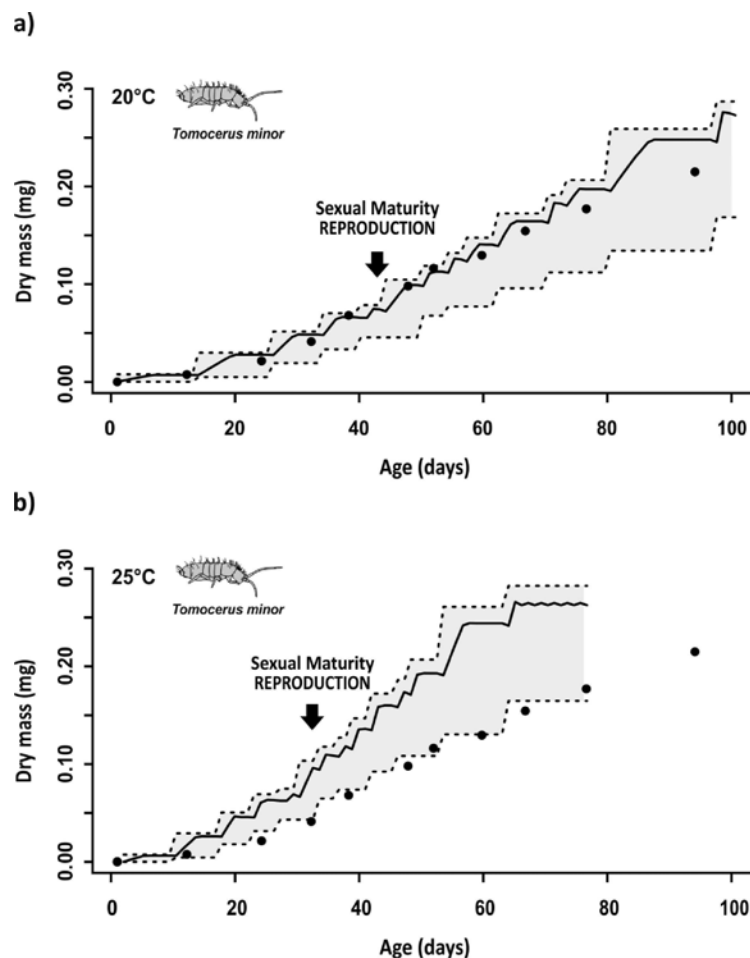 a)
20°C
Tomocerus minor
Sexual Maturity
REPRODUCTION
Dry mass (mg)
0.30
0.20
0.10
0.00
0 20 40 60 80 100
Age (days)
b)
25°C
Tomocerus minor
Sexual Maturity
REPRODUCTION
Dry mass (mg)
0.30
0.20
0.10
0.00
0 20 40 60 80 100
Age (days)